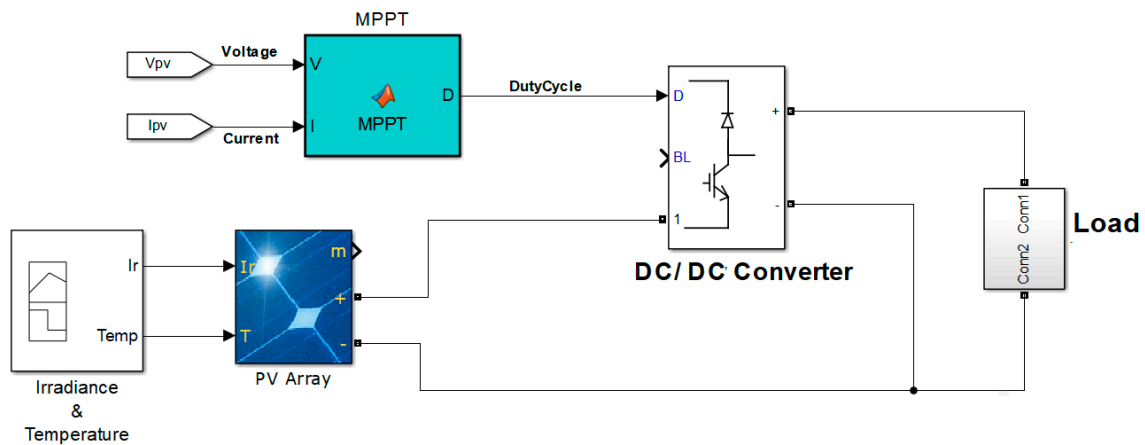 MPPT
Vpv
Voltage
V
D
MPPT
Ipv
Current
I
DutyCycle
D
BL
1
+
-
Conn1
Conn2
Load
DC/ DC Converter
Ir
Temp
Irradiance
&
Temperature
Ir
T
m
+
-
PV Array